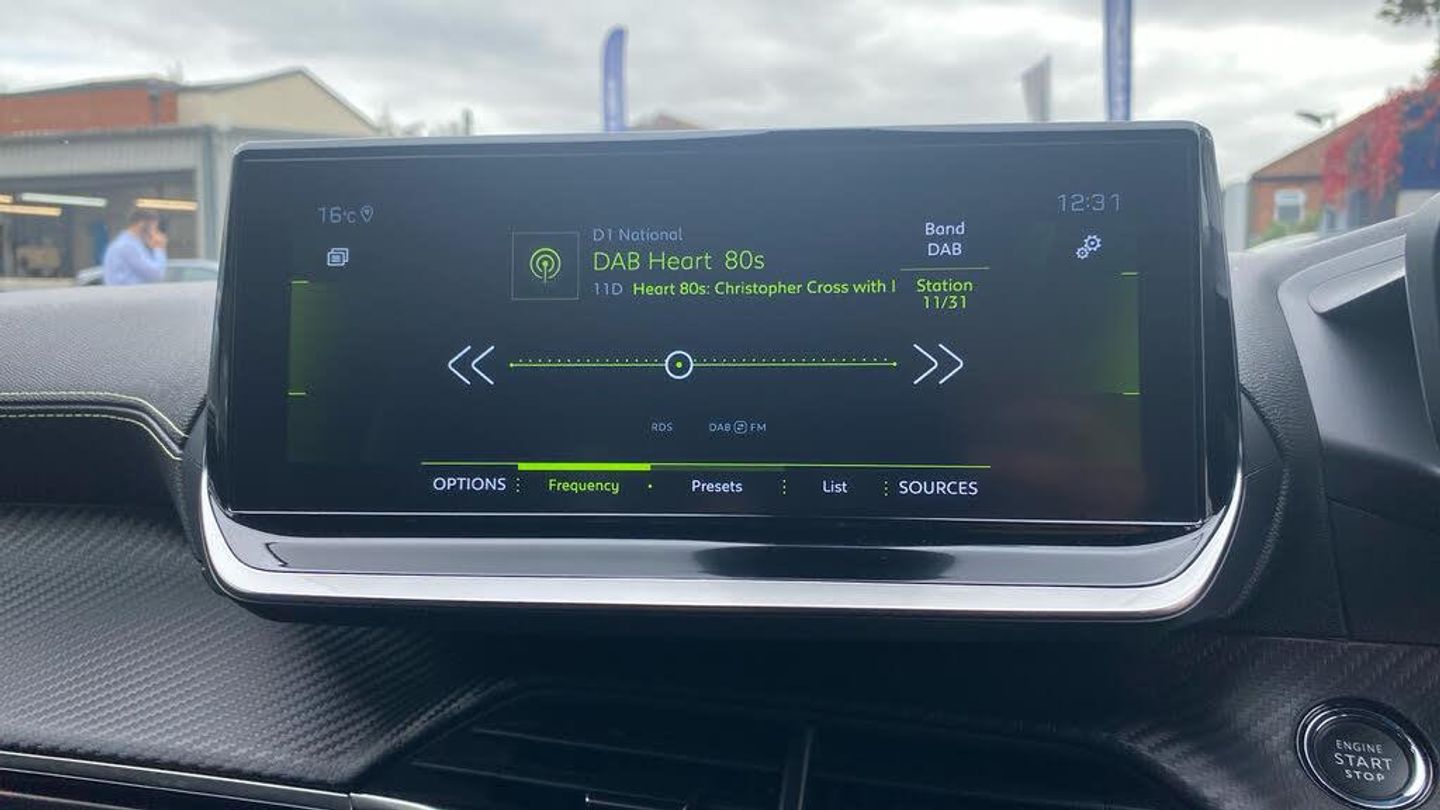 16°C
12:31
D1 National
DAB Heart 80s
11D Heart 80s: Christopher Cross with I
Band
DAB
Station
11/31
RDS DAB FM
OPTIONS Frequency Presets List SOURCES
ENGINE
START
STOP